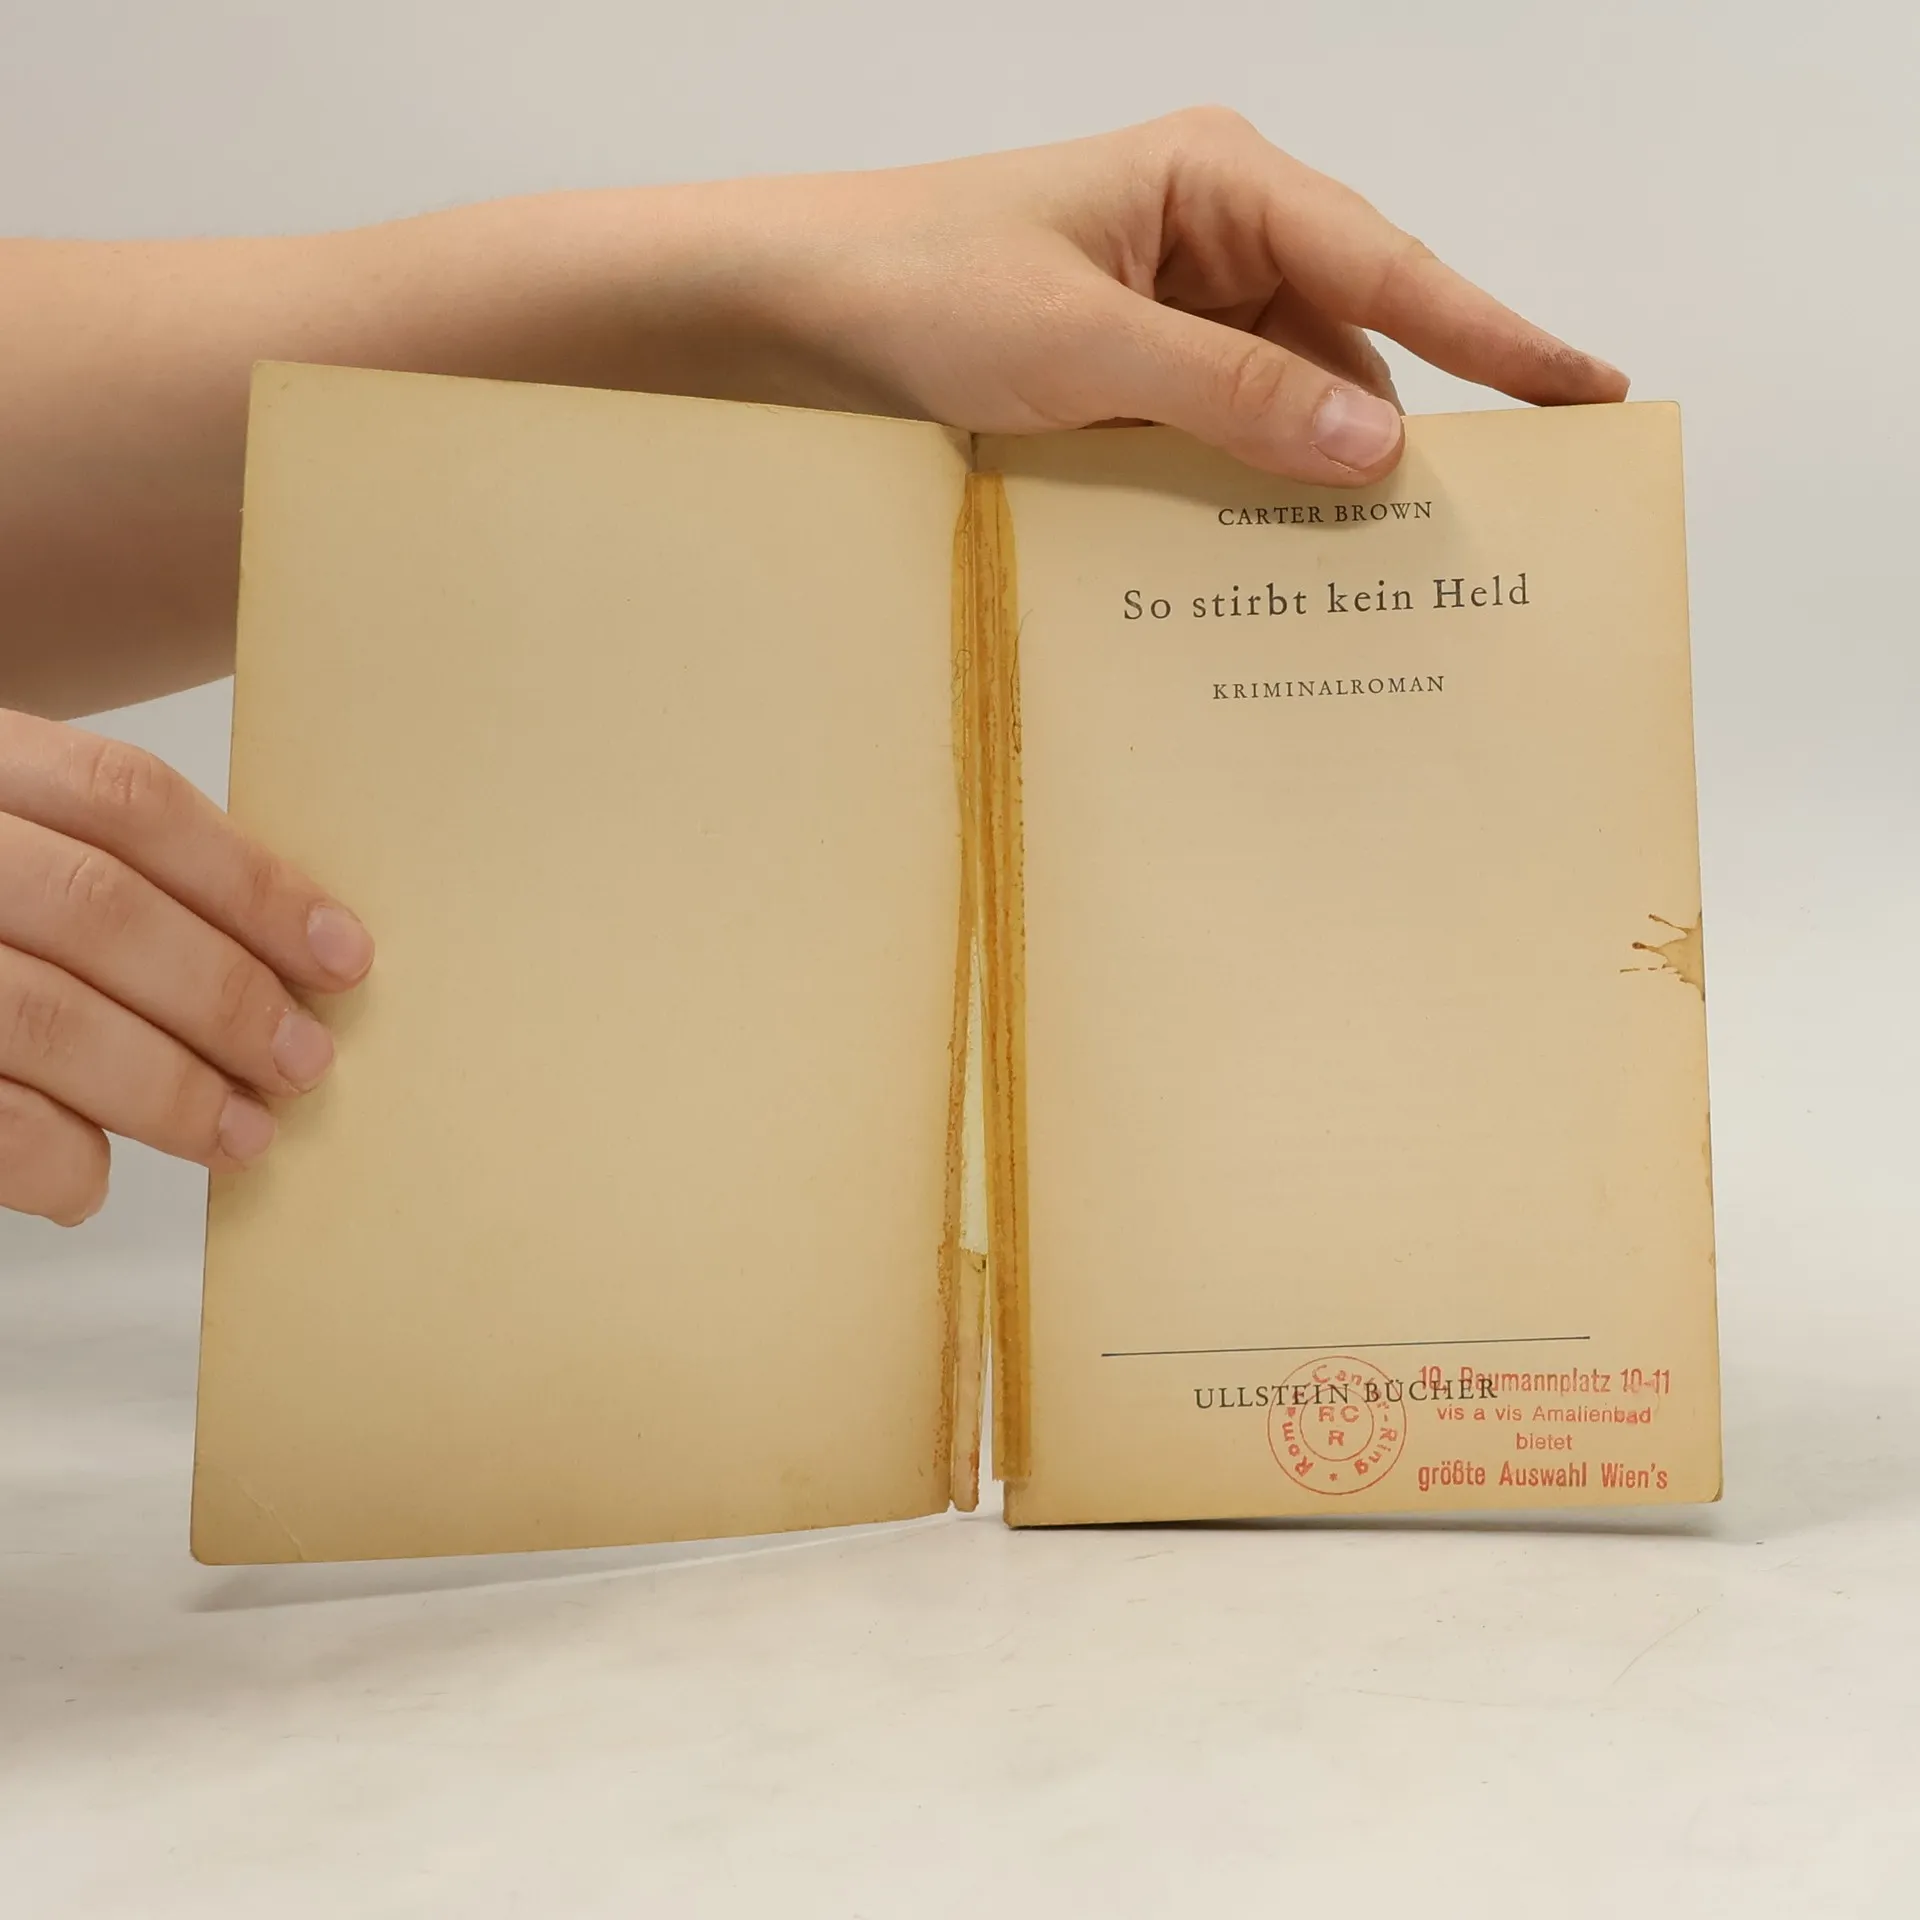 CARTER BROWN
So stirbt kein Held
KRIMINALROMAN
ULLSTEIN BÜCHER
RC
R
10, Baumannplatz 10-11
vis a vis Amalienbad
bietet
größte Auswahl Wien's